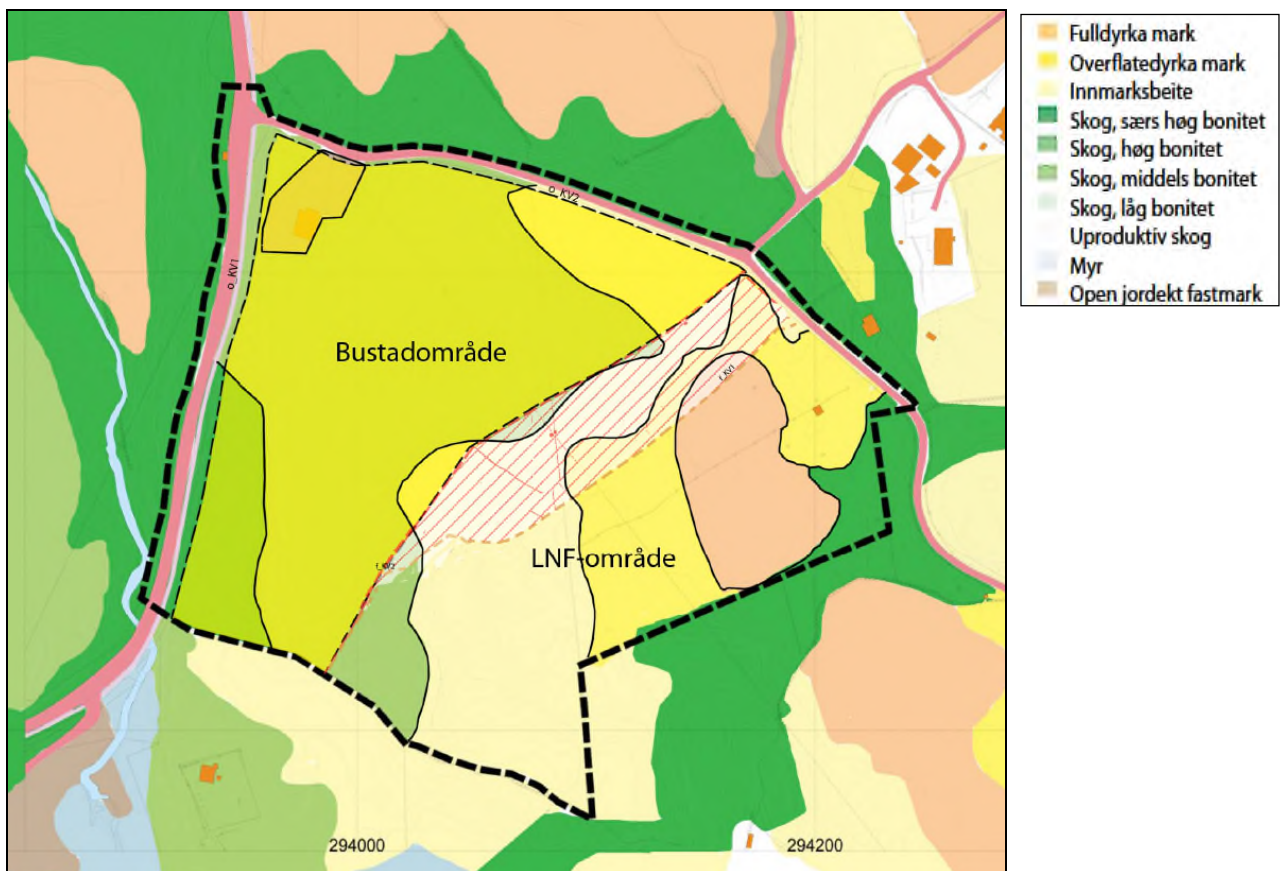 Fulldyrka mark
Overflatedyrka mark
Innmarksbeite
Skog, særs høg bonitet
Skog, høg bonitet
Skog, middels bonitet
Skog, låg bonitet
Uproduktiv skog
Myr
Open jordekt fastmark
o_KV2
o_KV1
Bustadområde
f_KV1
LNF-område
f_KV2
294000
294200